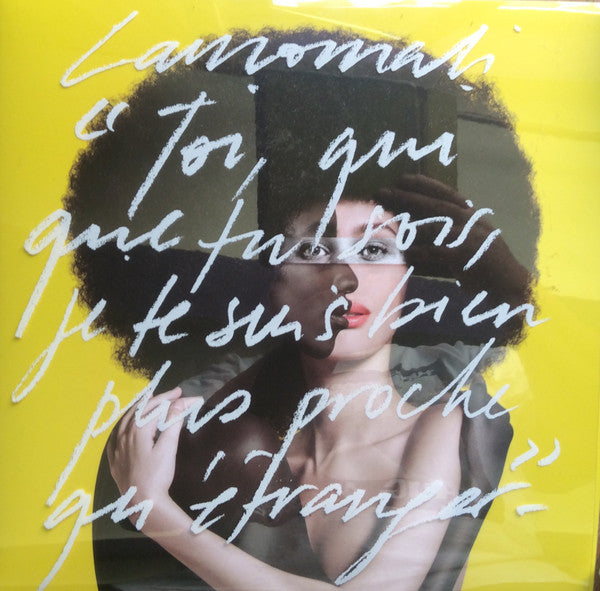 Lamomali
“Toi, qui
que tu sois,
je te suis bien
plus proche
qu'étranger”